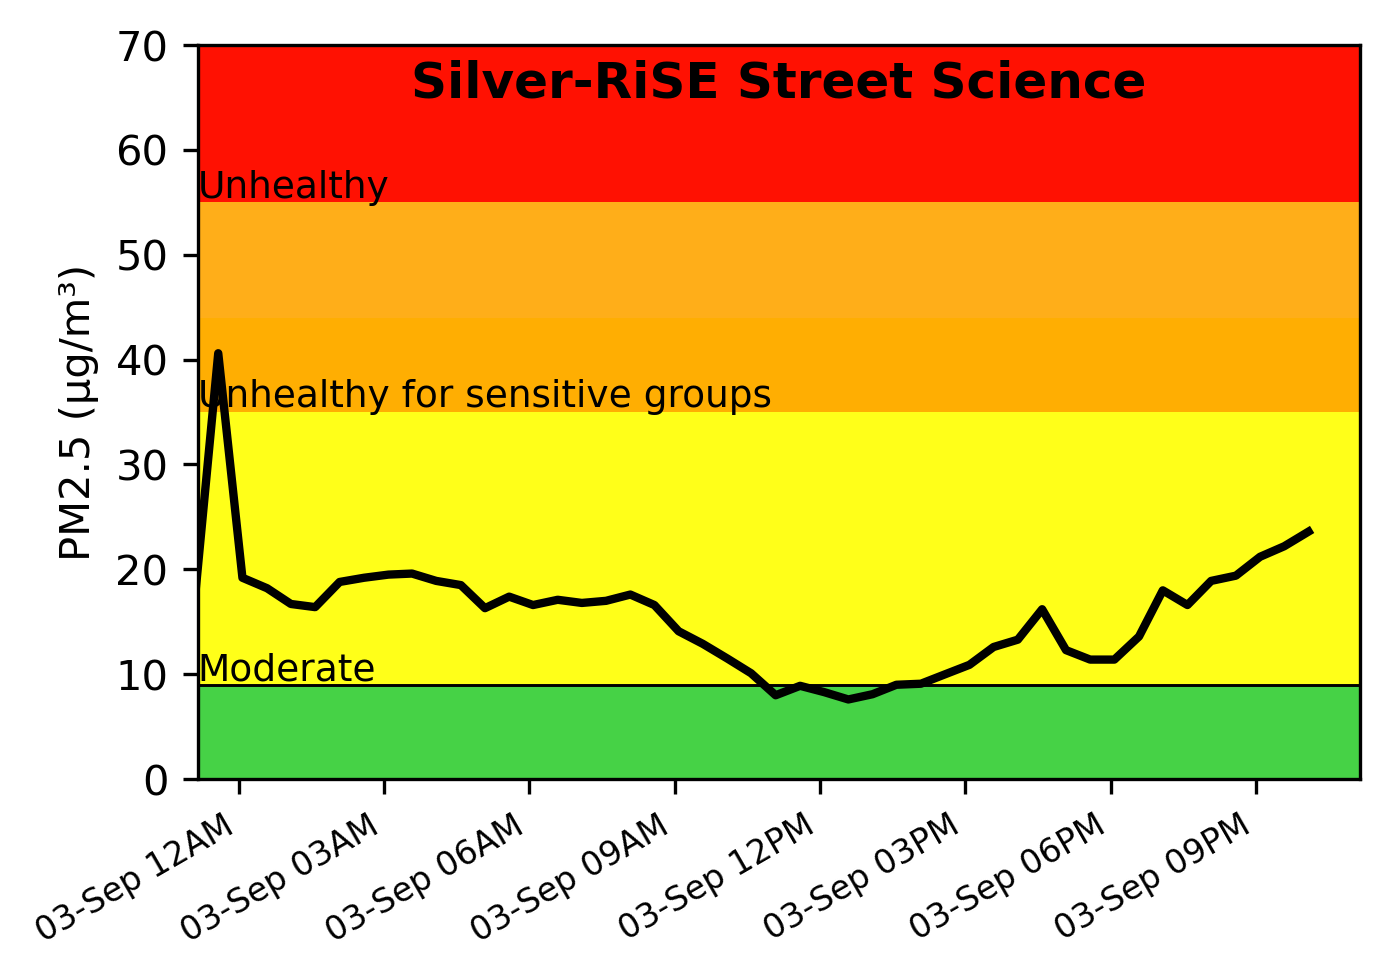 Silver-RiSE Street Science
70
60
Unhealthy
50
40
Unhealthy for sensitive groups
30
20
Moderate
10
0
PM2.5 (µg/m³)
03-Sep 12AM
03-Sep 03AM
03-Sep 06AM
03-Sep 09AM
03-Sep 12PM
03-Sep 03PM
03-Sep 06PM
03-Sep 09PM